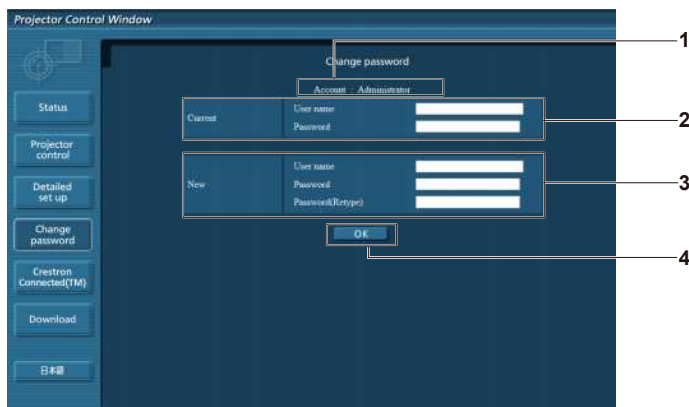 Projector Control Window
Change password
Account : Administrator
Current
User name
Password
New
User name
Password
Password(Retype)
OK
Status
Projector
control
Detailed
set up
Change
password
Crestron
Connected(TM)
Download
日本語
1
2
3
4